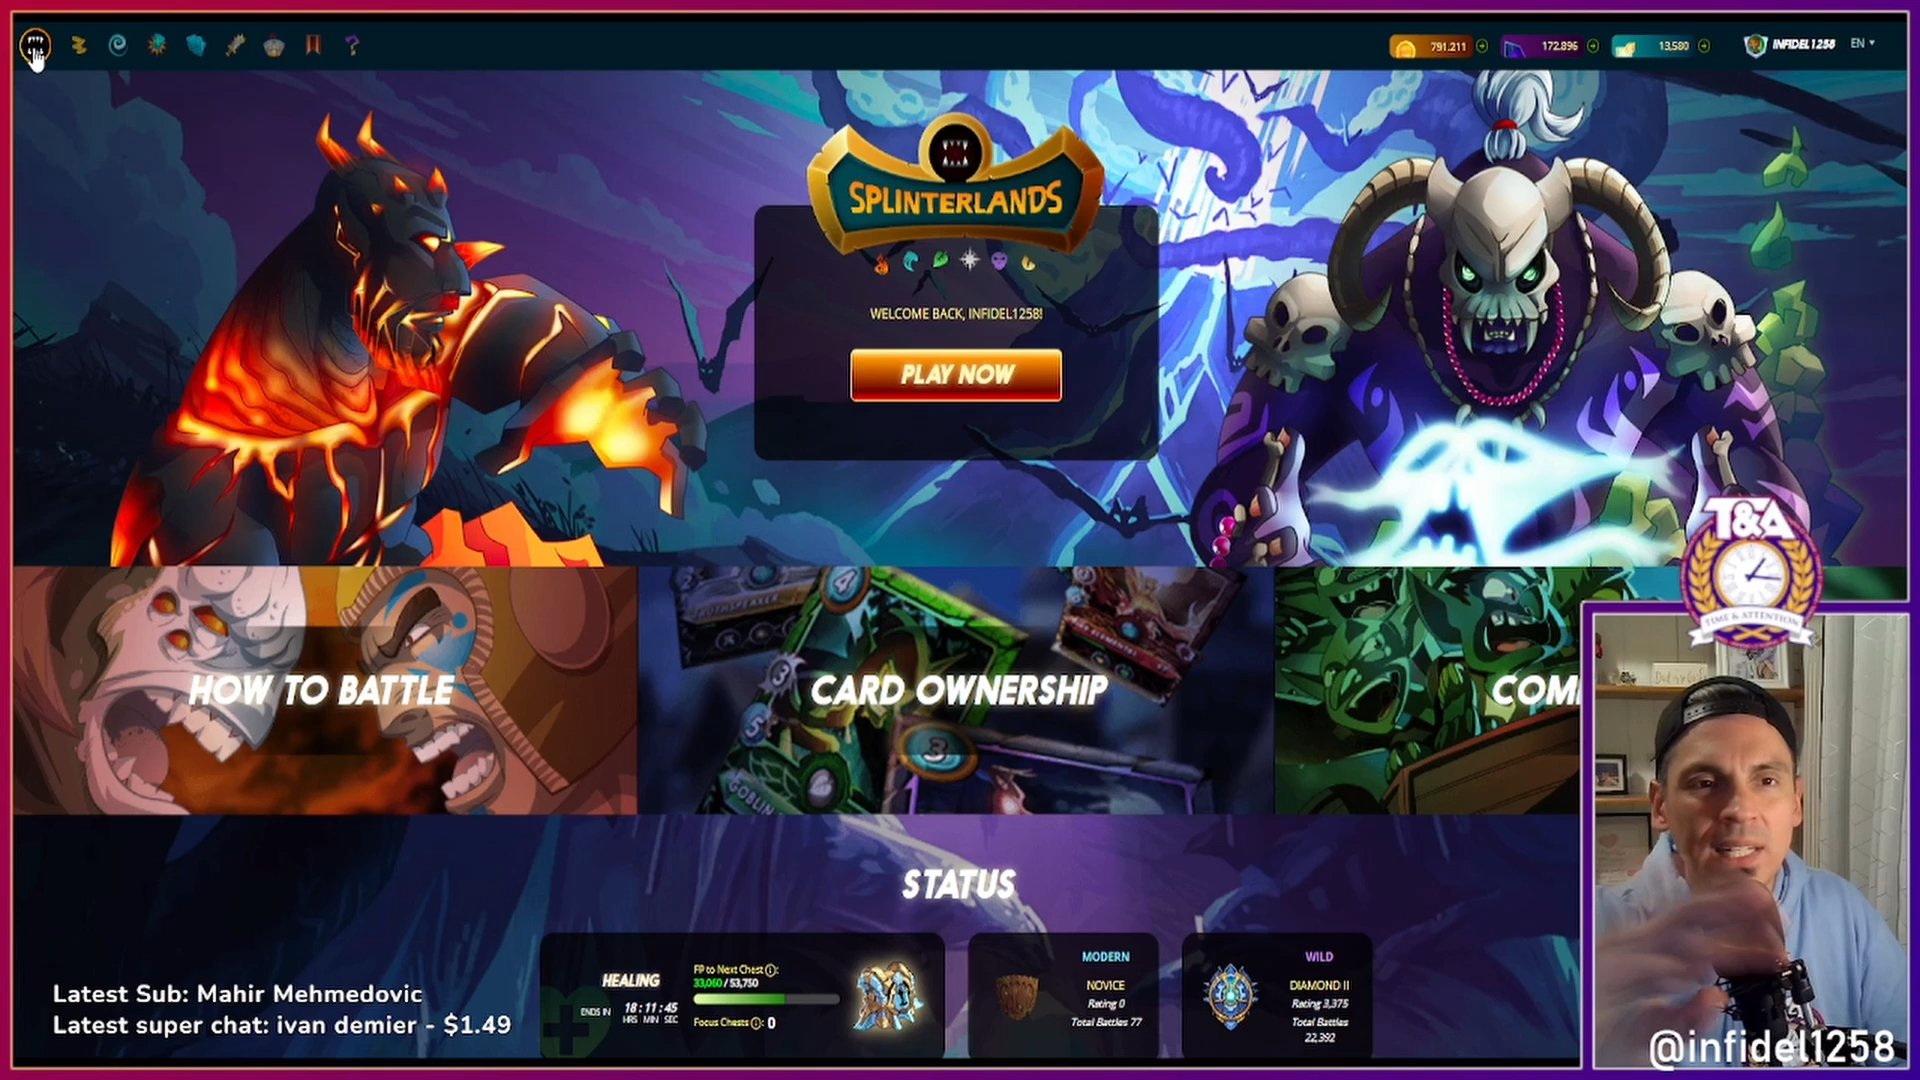 791.211
172.896
13,580
INFIDEL1258
EN
SPLINTERLANDS
WELCOME BACK, INFIDEL1258!
PLAY NOW
T&A
TIME & ATTENTION
HOW TO BATTLE
CARD OWNERSHIP
COM
GOBLIN
STATUS
HEALING
ENDS IN
18:11:45
HRS MIN SEC
FP to Next Chest:
33,060 / 53,750
Focus Chests: 0
MODERN
NOVICE
Rating 0
Total Battles 77
WILD
DIAMOND II
Rating 3,375
Total Battles
22,392
Latest Sub: Mahir Mehmedovic
Latest super chat: ivan demier - $1.49
@infidel1258